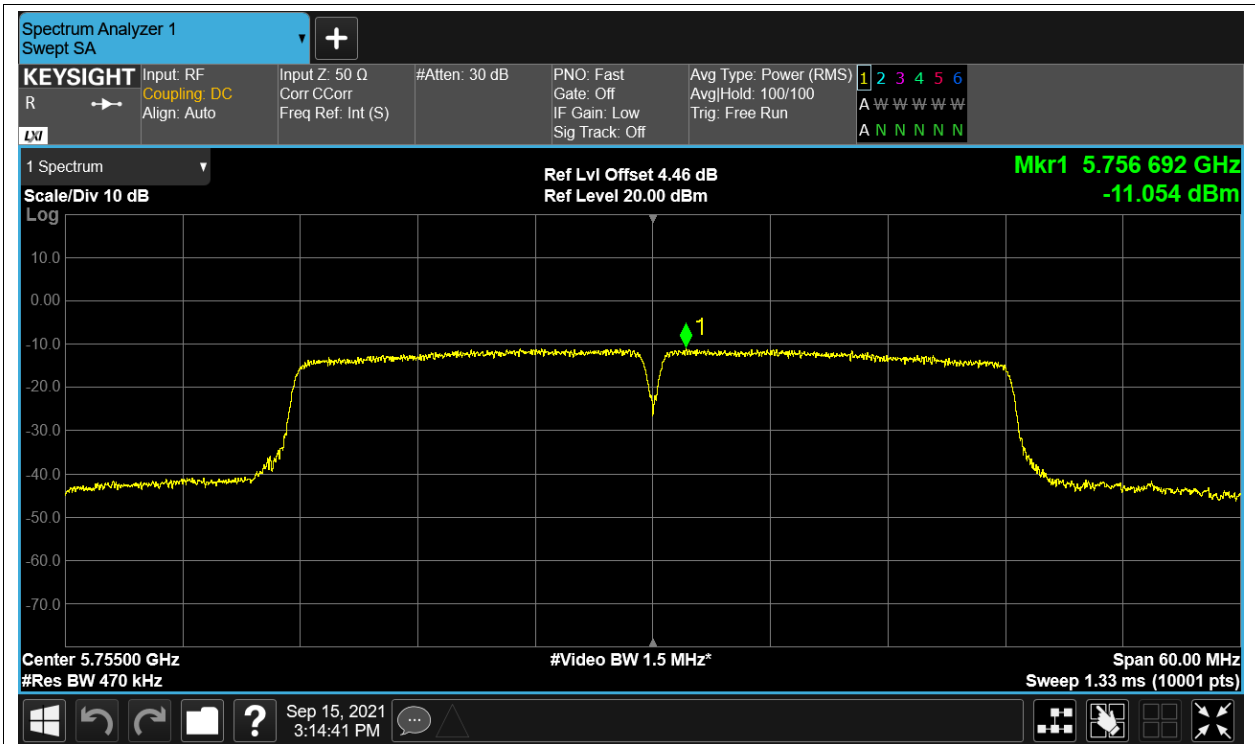 Spectrum Analyzer 1
Swept SA
KEYSIGHT
R
LXI
Input: RF
Coupling: DC
Align: Auto
Input Z: 50 Ω
Corr CCorr
Freq Ref: Int (S)
#Atten: 30 dB
PNO: Fast
Gate: Off
IF Gain: Low
Sig Track: Off
Avg Type: Power (RMS)
Avg|Hold: 100/100
Trig: Free Run
1 2 3 4 5 6
A W W W W W
A N N N N N
1 Spectrum
Scale/Div 10 dB
Log
Ref Lvl Offset 4.46 dB
Ref Level 20.00 dBm
Mkr1 5.756 692 GHz
-11.054 dBm
10.0
0.00
-10.0
-20.0
-30.0
-40.0
-50.0
-60.0
-70.0
1
Center 5.75500 GHz
#Res BW 470 kHz
#Video BW 1.5 MHz*
Span 60.00 MHz
Sweep 1.33 ms (10001 pts)
?
Sep 15, 2021
3:14:41 PM